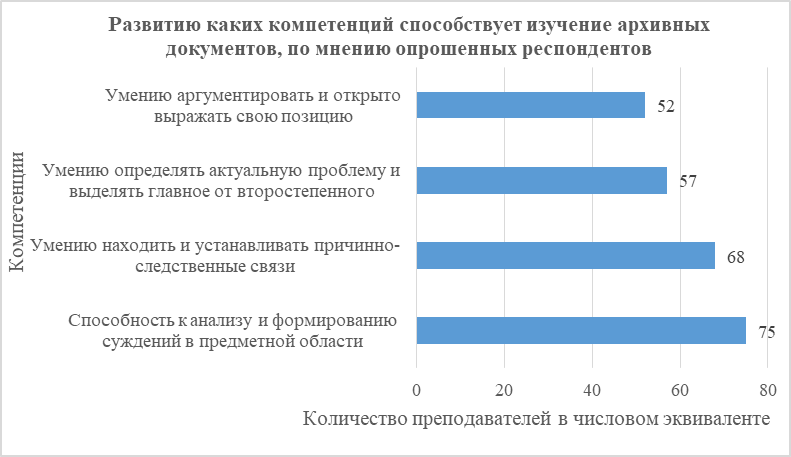 Развитию каких компетенций способствует изучение архивных
документов, по мнению опрошенных респондентов
Компетенции
Умению аргументировать и открыто
выражать свою позицию
52
Умению определять актуальную проблему и
выделять главное от второстепенного
57
Умению находить и устанавливать причинно-
следственные связи
68
Способность к анализу и формированию
суждений в предметной области
75
0 20 40 60 80
Количество преподавателей в числовом эквиваленте